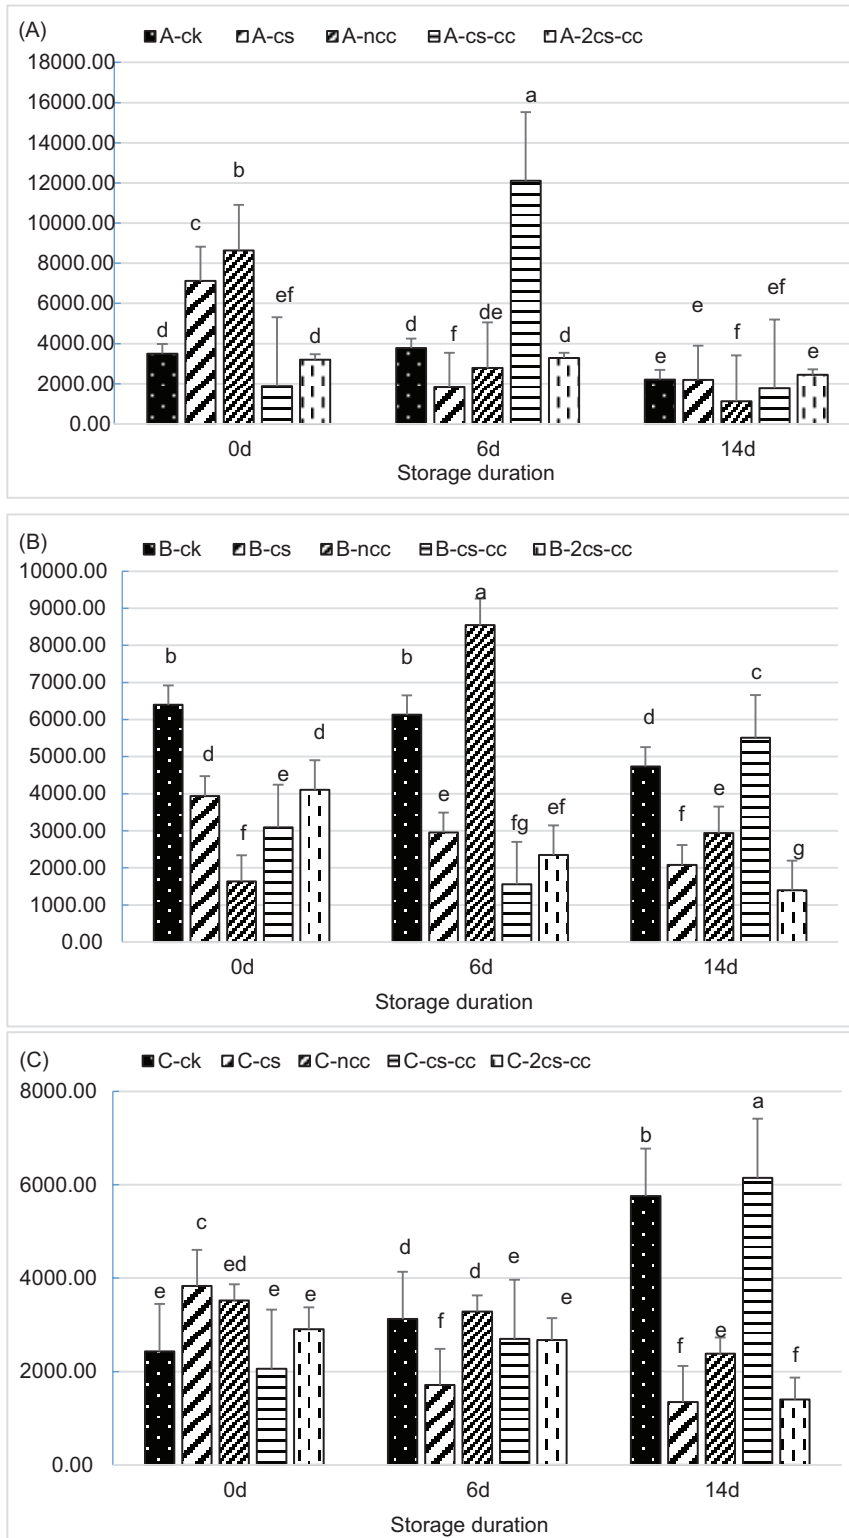 (A)
A-ck A-cs A-ncc A-cs-cc A-2cs-cc
18000.00
16000.00
14000.00
12000.00
10000.00
8000.00
6000.00
4000.00
2000.00
0.00
d c b ef d
d f de a d
e e f ef e
0d 6d 14d
Storage duration
(B)
B-ck B-cs B-ncc B-cs-cc B-2cs-cc
10000.00
9000.00
8000.00
7000.00
6000.00
5000.00
4000.00
3000.00
2000.00
1000.00
0.00
b d f e d
b e a fg ef
d f e c g
0d 6d 14d
Storage duration
(C)
C-ck C-cs C-ncc C-cs-cc C-2cs-cc
8000.00
6000.00
4000.00
2000.00
0.00
e c ed e e
d f d e e
b f e a f
0d 6d 14d
Storage duration